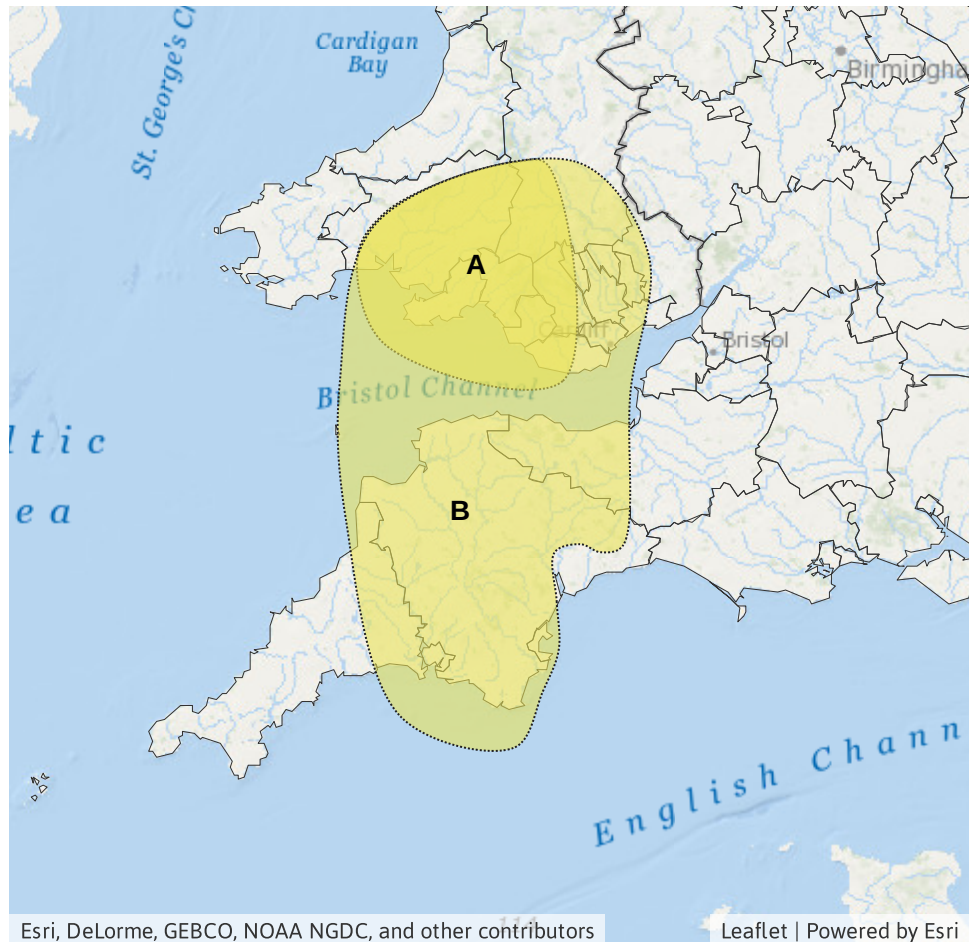 St. George's C
Cardigan
Bay
Birmingha
A
Cardiff
Bristol
Bristol Channel
ltic
ea
B
English Chann
Esri, DeLorme, GEBCO, NOAA NGDC, and other contributors
Leaflet | Powered by Esri